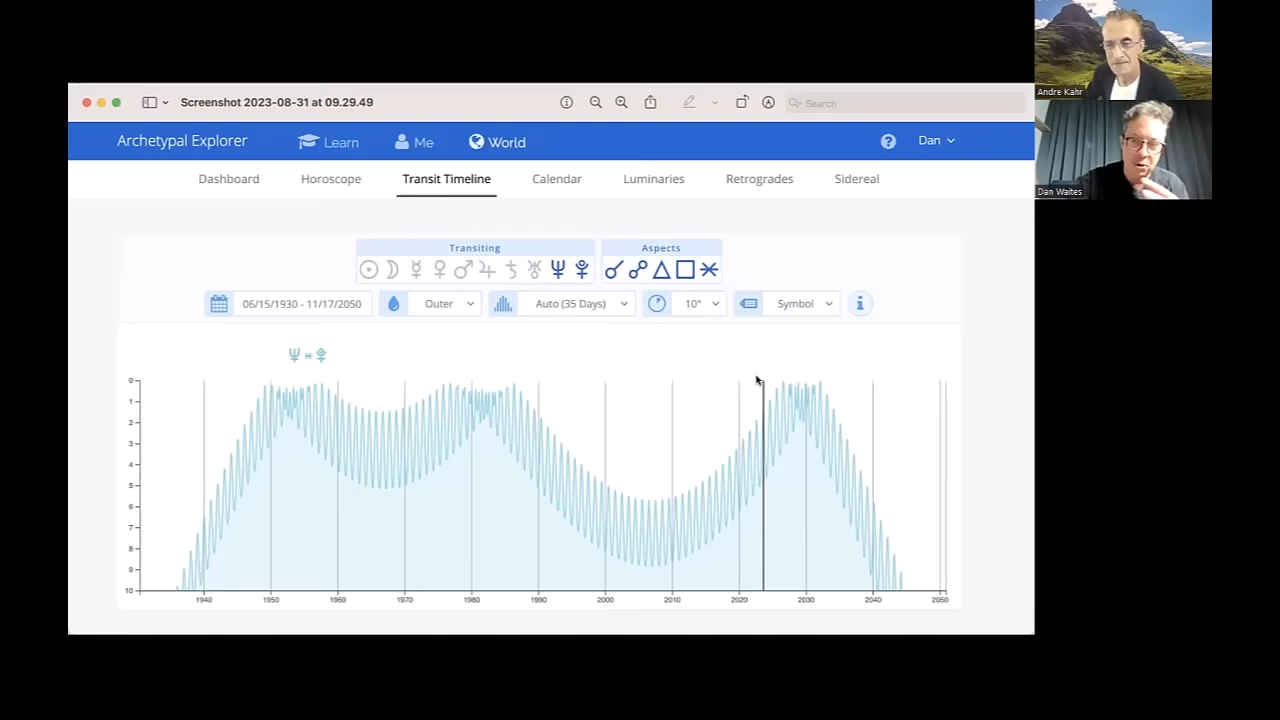 Screenshot 2023-08-31 at 09.29.49
Search
Archetypal Explorer
Learn
Me
World
Dan
Dashboard
Horoscope
Transit Timeline
Calendar
Luminaries
Retrogrades
Sidereal
Transiting
Aspects
06/15/1930 - 11/17/2050
Outer
Auto (35 Days)
10°
Symbol
0
1
2
3
4
5
6
7
8
9
10
1940 1950 1960 1970 1980 1990 2000 2010 2020 2030 2040 2050
Andre Kahr
Dan Waites